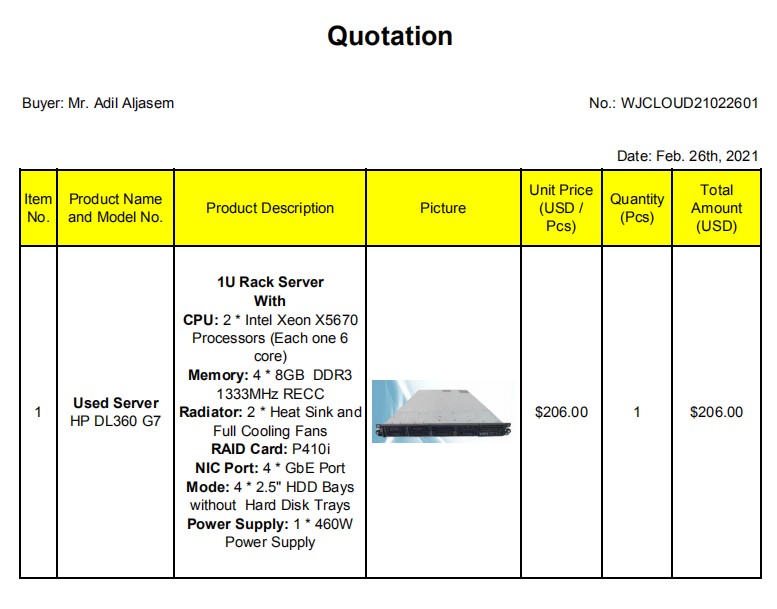 Quotation
Buyer: Mr. Adil Aljasem
No.: WJCLOUD21022601
Date: Feb. 26th, 2021
Item No.
Product Name and Model No.
Product Description
Picture
Unit Price (USD / Pcs)
Quantity (Pcs)
Total Amount (USD)
1
Used Server
HP DL360 G7
1U Rack Server
With
CPU: 2 * Intel Xeon X5670
Processors (Each one 6
core)
Memory: 4 * 8GB DDR3
1333MHz RECC
Radiator: 2 * Heat Sink and
Full Cooling Fans
RAID Card: P410i
NIC Port: 4 * GbE Port
Mode: 4 * 2.5" HDD Bays
without Hard Disk Trays
Power Supply: 1 * 460W
Power Supply
$206.00
1
$206.00